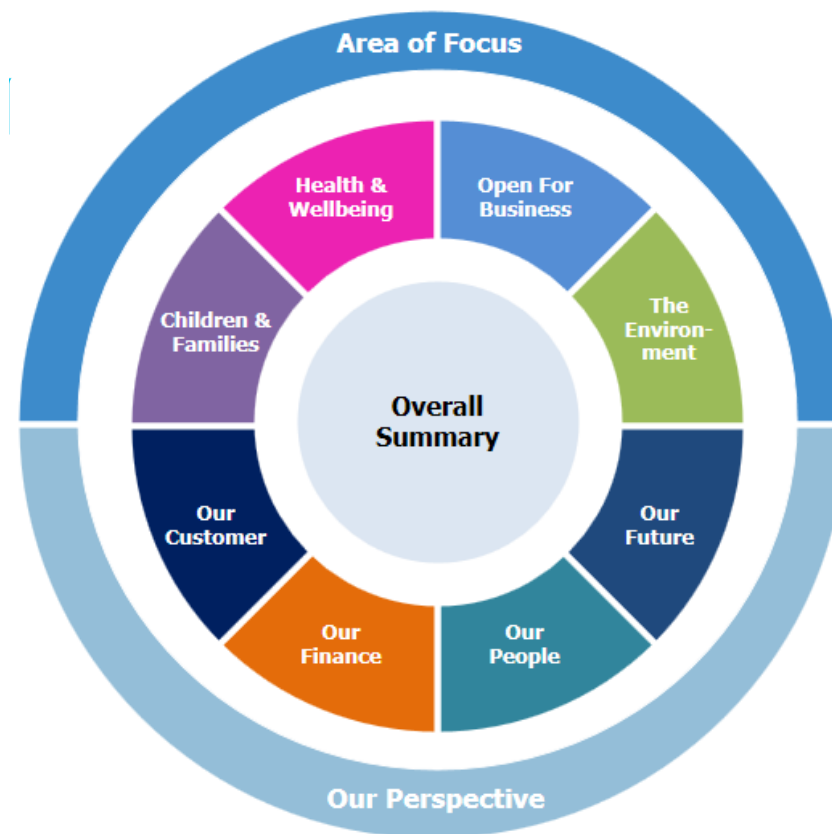 Area of Focus
Health &
Wellbeing
Open For
Business
Children &
Families
The
Environ-
ment
Overall
Summary
Our
Customer
Our
Future
Our
Finance
Our
People
Our Perspective